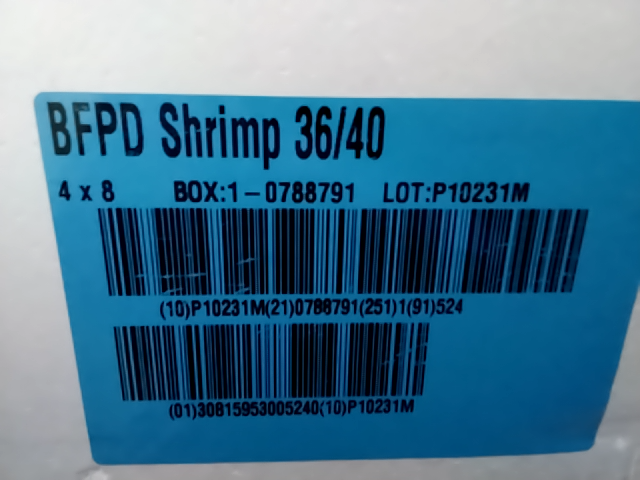 BFPD Shrimp 36/40
4 x 8 BOX:1-0788791 LOT:P10231M
(10)P10231M(21)0788791(251)1(91)524
(01)30815953005240(10)P10231M